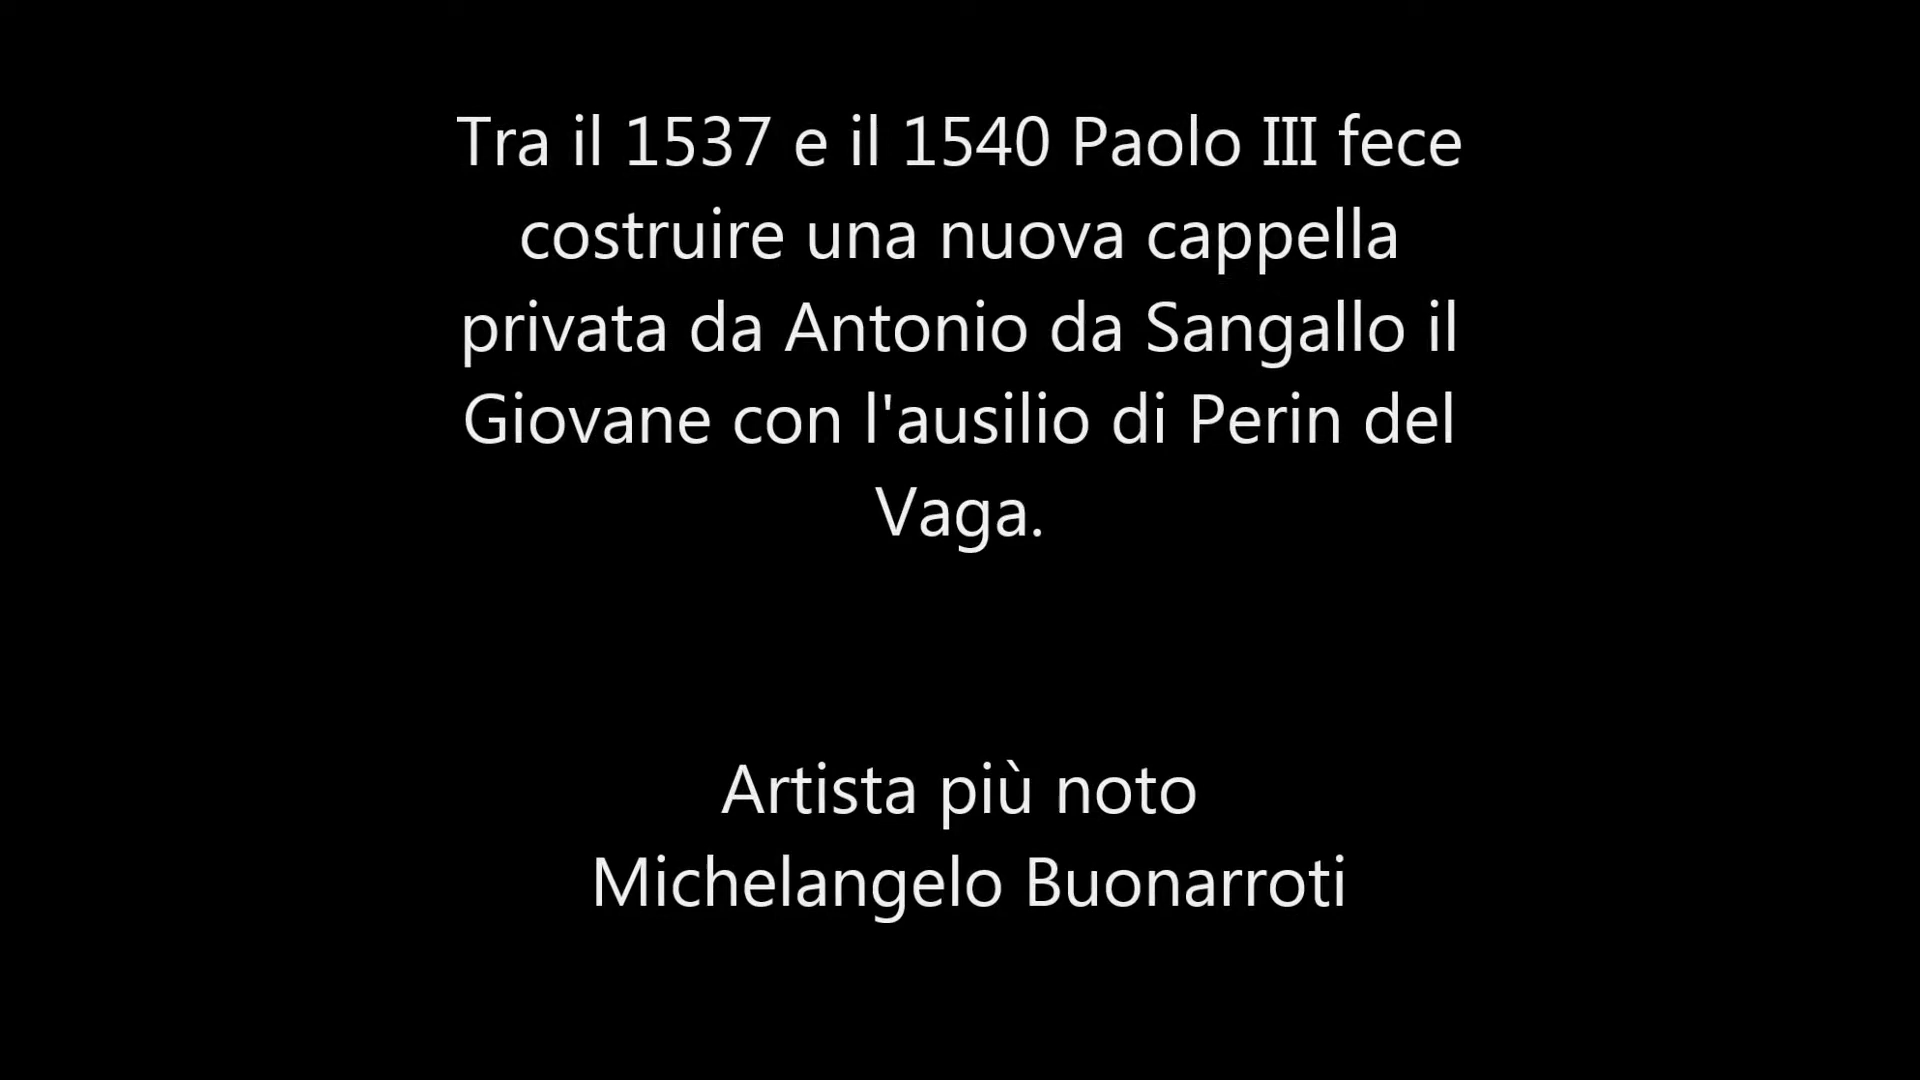 Tra il 1537 e il 1540 Paolo III fece
costruire una nuova cappella
privata da Antonio da Sangallo il
Giovane con l'ausilio di Perin del
Vaga.
Artista più noto
Michelangelo Buonarroti